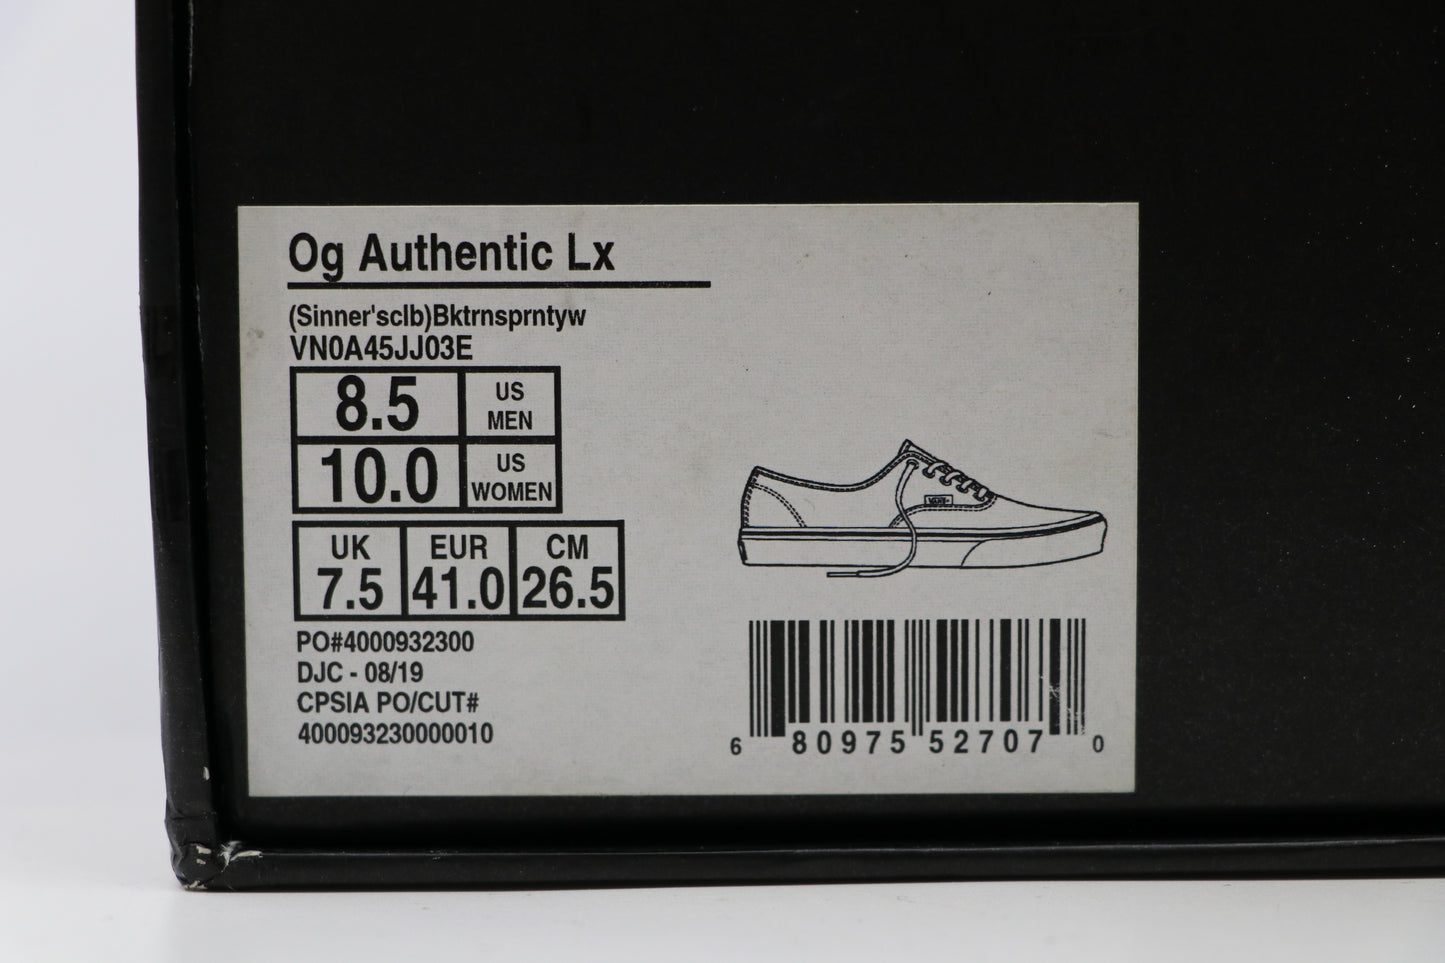 Og Authentic Lx
(Sinner'sclb)Bktrnsprntyw
VN0A45JJ03E
8.5 US MEN
10.0 US WOMEN
UK EUR CM
7.5 41.0 26.5
PO#4000932300
DJC - 08/19
CPSIA PO/CUT#
400093230000010
VANS
6 80975 52707 0